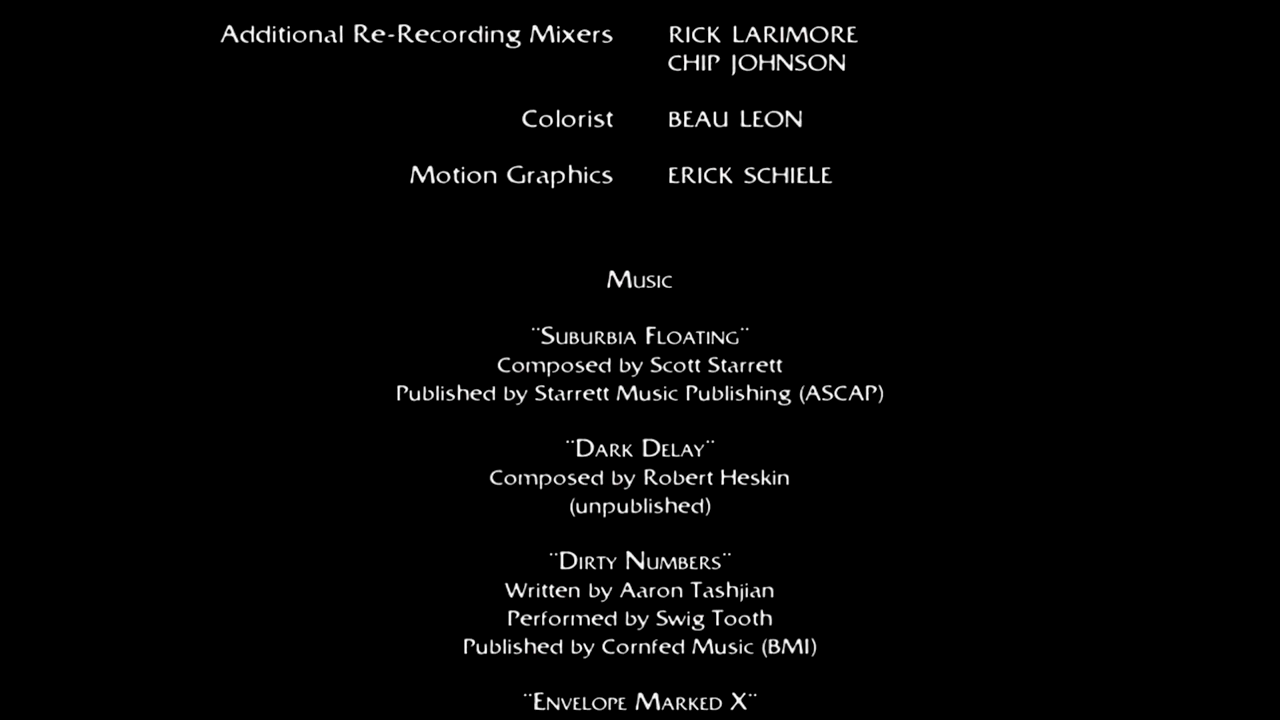 Additional Re-Recording Mixers RICK LARIMORE
CHIP JOHNSON
Colorist BEAU LEON
Motion Graphics ERICK SCHIELE
MUSIC
¨SUBURBIA FLOATING¨
Composed by Scott Starrett
Published by Starrett Music Publishing (ASCAP)
¨DARK DELAY¨
Composed by Robert Heskin
(unpublished)
¨DIRTY NUMBERS¨
Written by Aaron Tashjian
Performed by Swig Tooth
Published by Cornfed Music (BMI)
¨ENVELOPE MARKED X¨